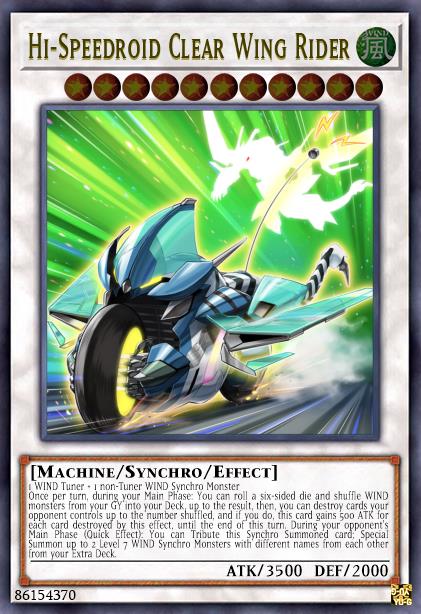 HI-SPEEDROID CLEAR WING RIDER
WIND
風
[MACHINE/SYNCHRO/EFFECT]
1 WIND Tuner + 1 non-Tuner WIND Synchro Monster
Once per turn, during your Main Phase: You can roll a six-sided die and shuffle WIND
monsters from your GY into your Deck, up to the result, then, you can destroy cards your
opponent controls up to the number shuffled, and if you do, this card gains 500 ATK for
each card destroyed by this effect, until the end of this turn. During your opponent's
Main Phase (Quick Effect): You can Tribute this Synchro Summoned card; Special
Summon up to 2 Level 7 WIND Synchro Monsters with different names from each other
from your Extra Deck.
ATK/3500 DEF/2000
86154370